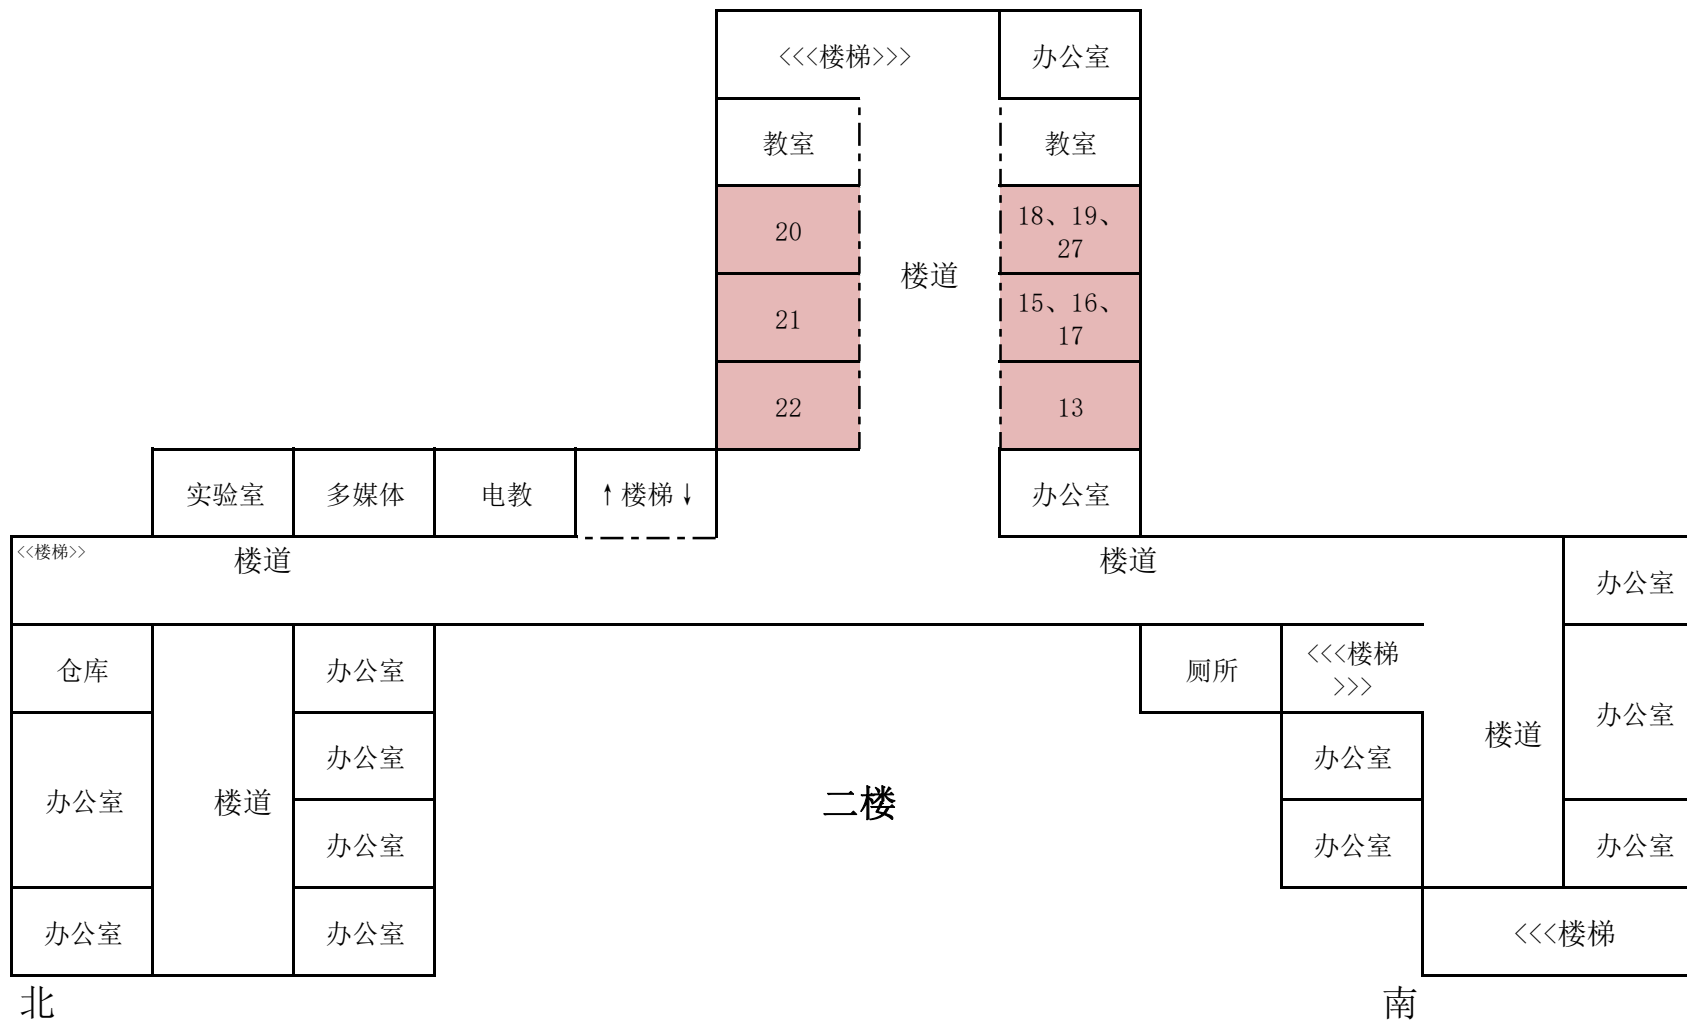 <<<楼梯>>>
办公室
教室
教室
20
18、19、
27
楼道
21
15、16、
17
22
13
实验室
多媒体
电教
↑楼梯↓
办公室
<<楼梯>>
楼道
楼道
办公室
仓库
办公室
厕所
<<<楼梯
>>>
办公室
楼道
办公室
办公室
办公室
楼道
办公室
二楼
办公室
办公室
办公室
办公室
办公室
<<<楼梯
北
南